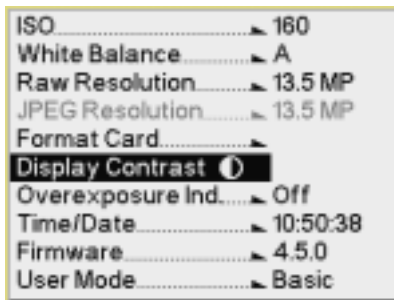 ISO 160
White Balance A
Raw Resolution 13.5 MP
JPEG Resolution 13.5 MP
Format Card
Display Contrast
Overexposure Ind. Off
Time/Date 10:50:38
Firmware 4.5.0
User Mode Basic